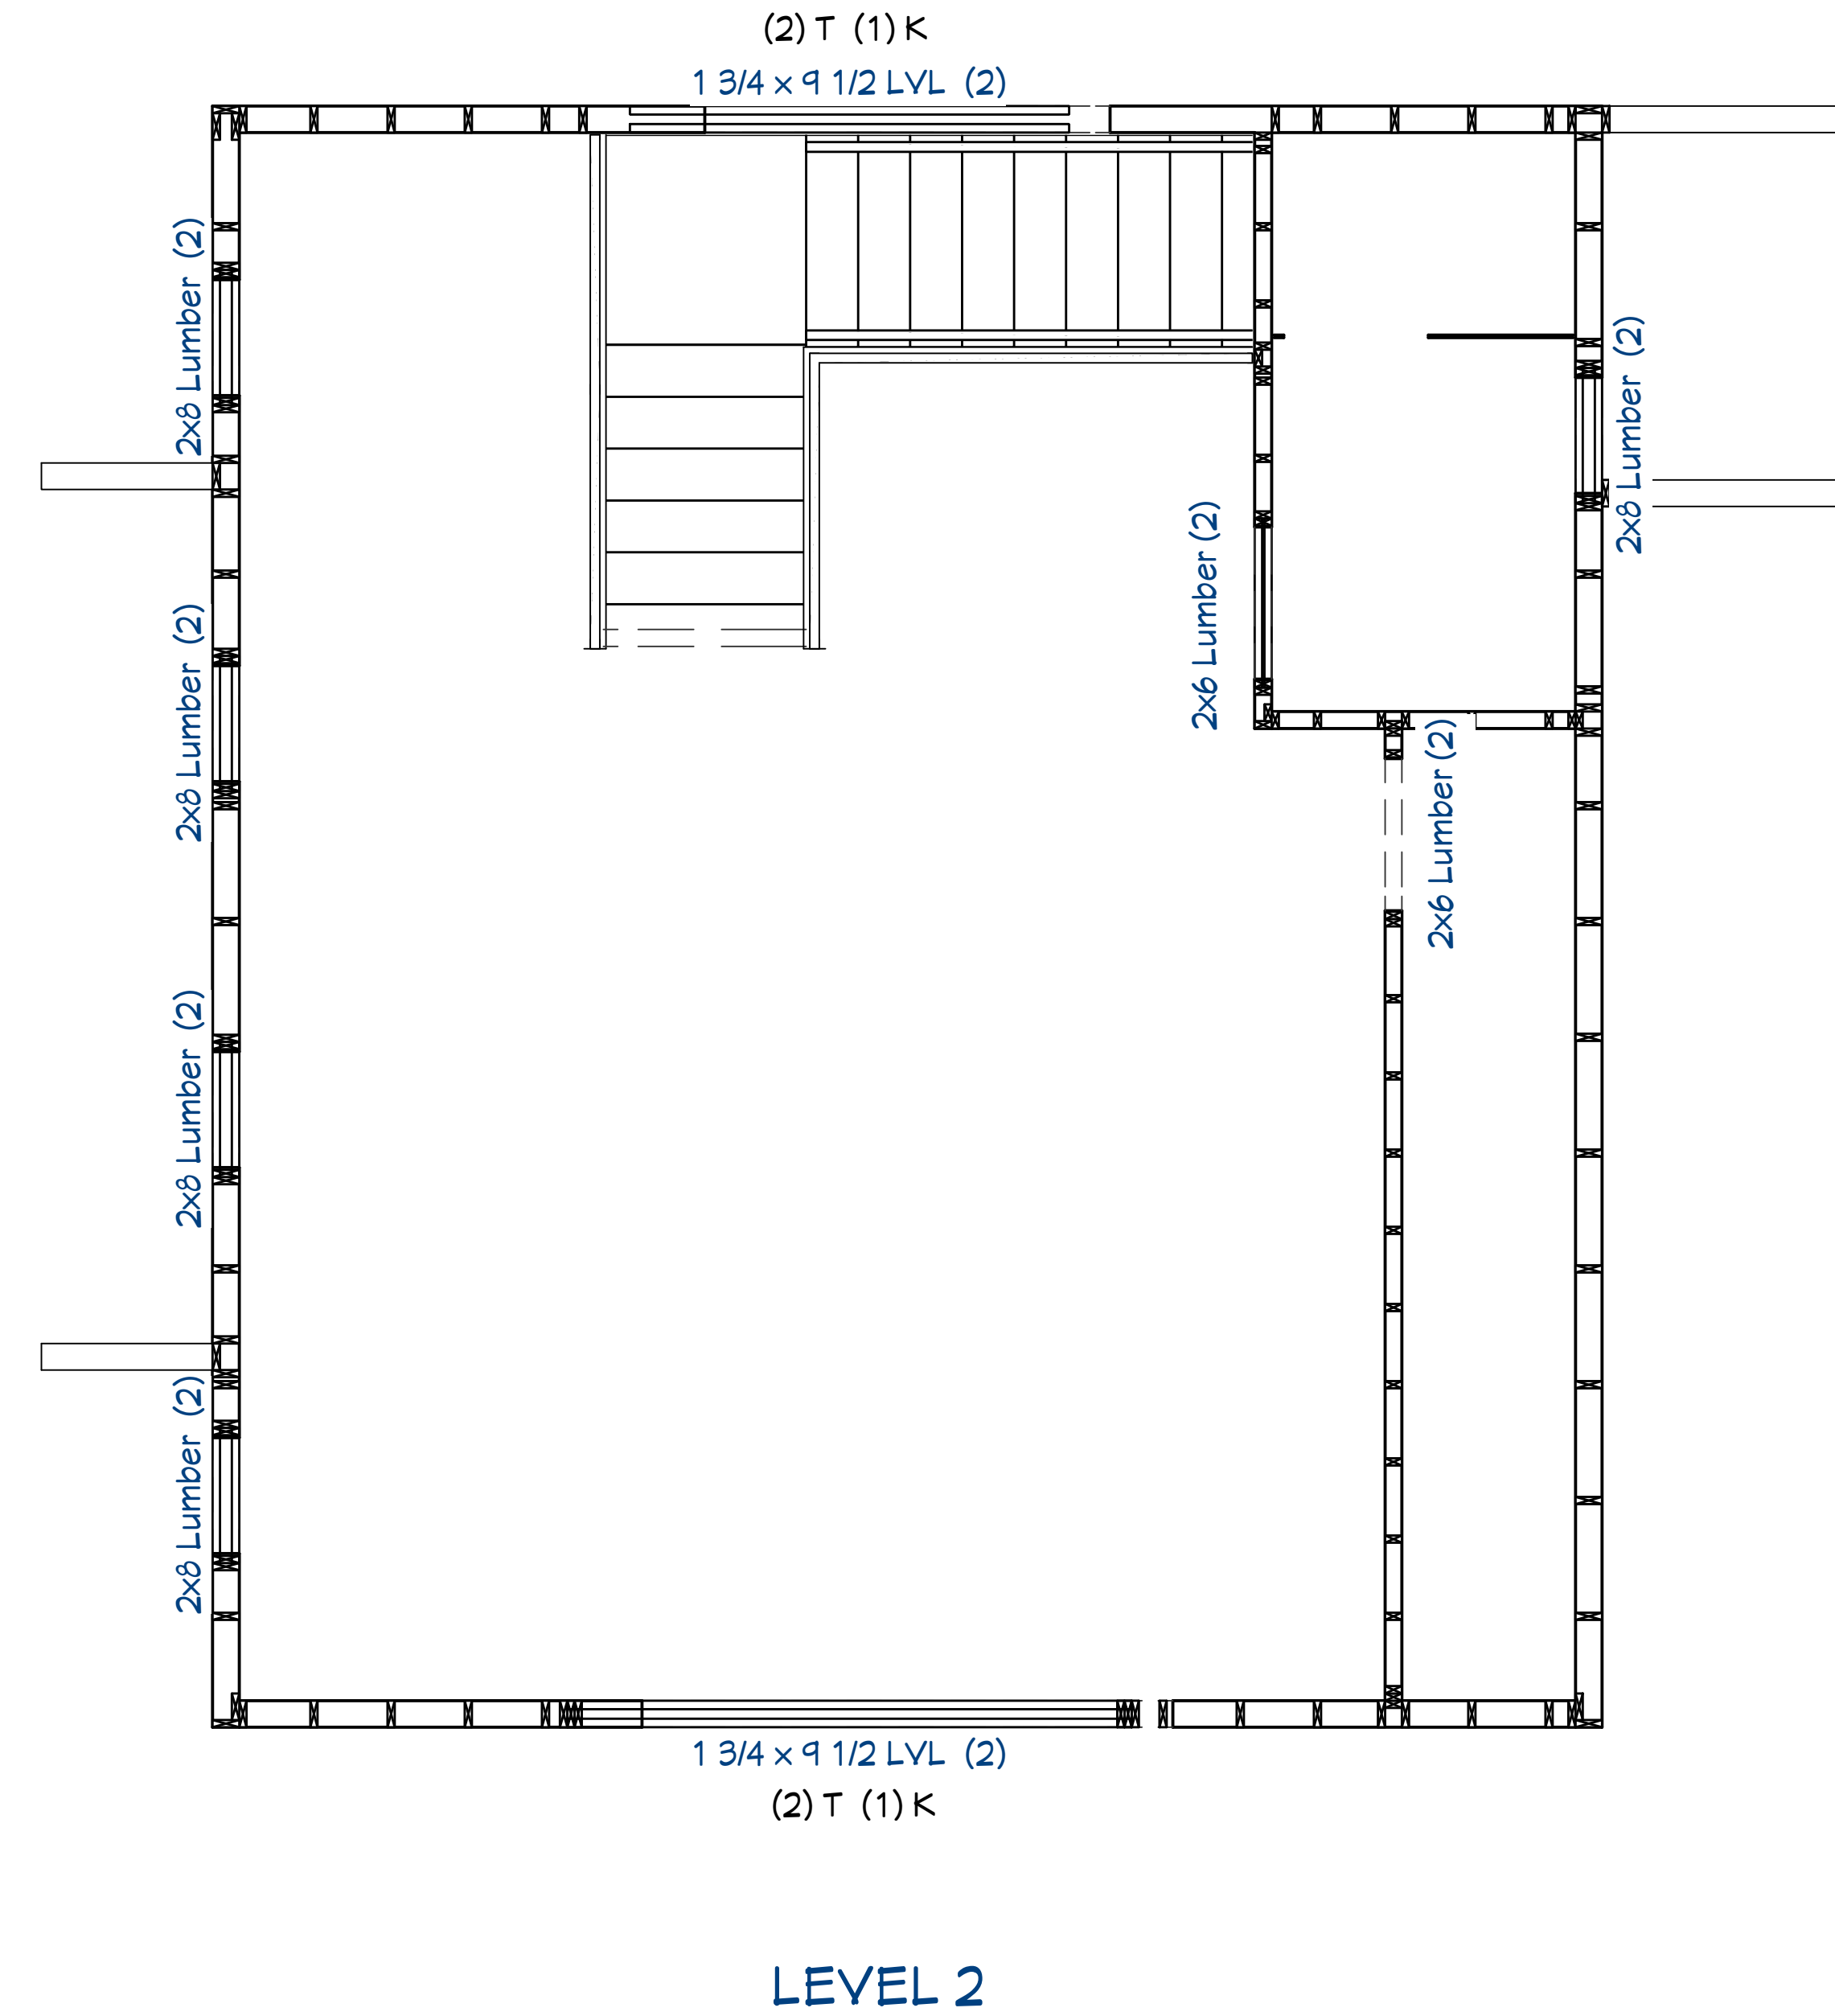 (2) T (1) K
1 3/4 x 9 1/2 LVL (2)
2x8 Lumber (2)
2x8 Lumber (2)
2x6 Lumber (2)
2x8 Lumber (2)
2x6 Lumber (2)
2x8 Lumber (2)
2x8 Lumber (2)
1 3/4 x 9 1/2 LVL (2)
(2) T (1) K
LEVEL 2